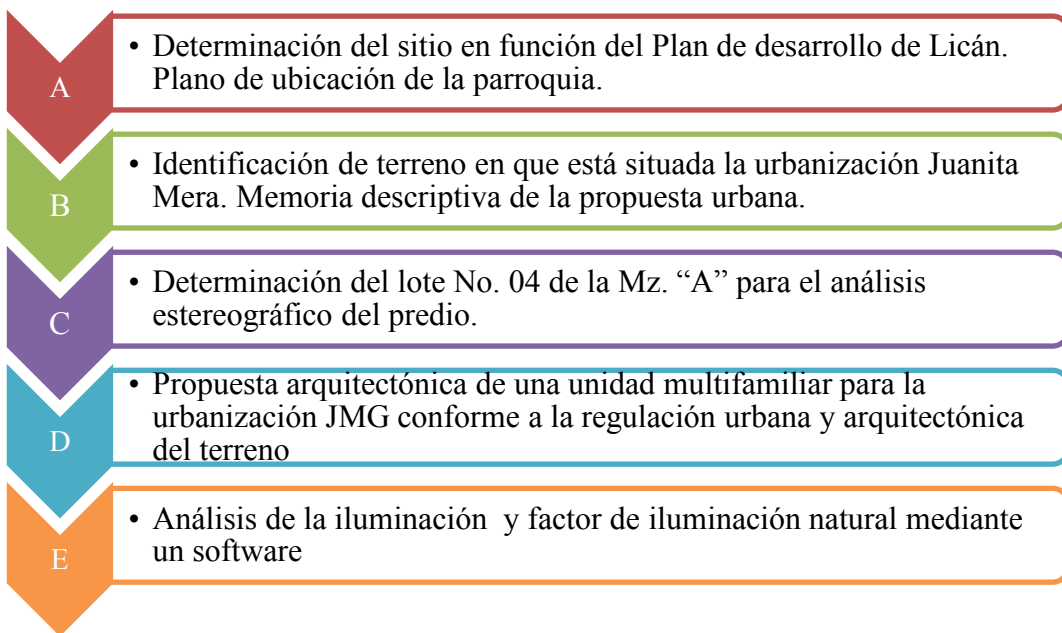 A
• Determinación del sitio en función del Plan de desarrollo de Licán.
Plano de ubicación de la parroquia.
B
• Identificación de terreno en que está situada la urbanización Juanita
Mera. Memoria descriptiva de la propuesta urbana.
C
• Determinación del lote No. 04 de la Mz. “A” para el análisis
estereográfico del predio.
D
• Propuesta arquitectónica de una unidad multifamiliar para la
urbanización JMG conforme a la regulación urbana y arquitectónica
del terreno
E
• Análisis de la iluminación  y factor de iluminación natural mediante
un software